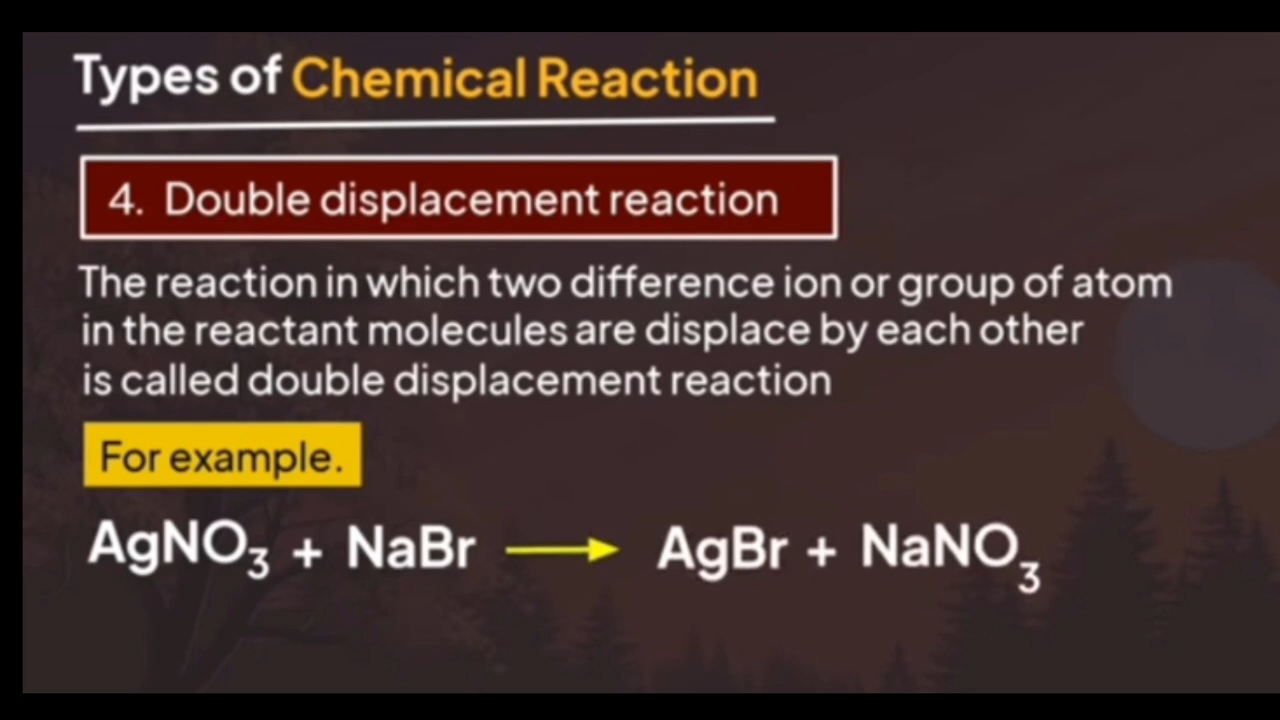 Types of Chemical Reaction
4. Double displacement reaction
The reaction in which two difference ion or group of atom
in the reactant molecules are displace by each other
is called double displacement reaction
For example.
AgNO₃ + NaBr ⟶ AgBr + NaNO₃